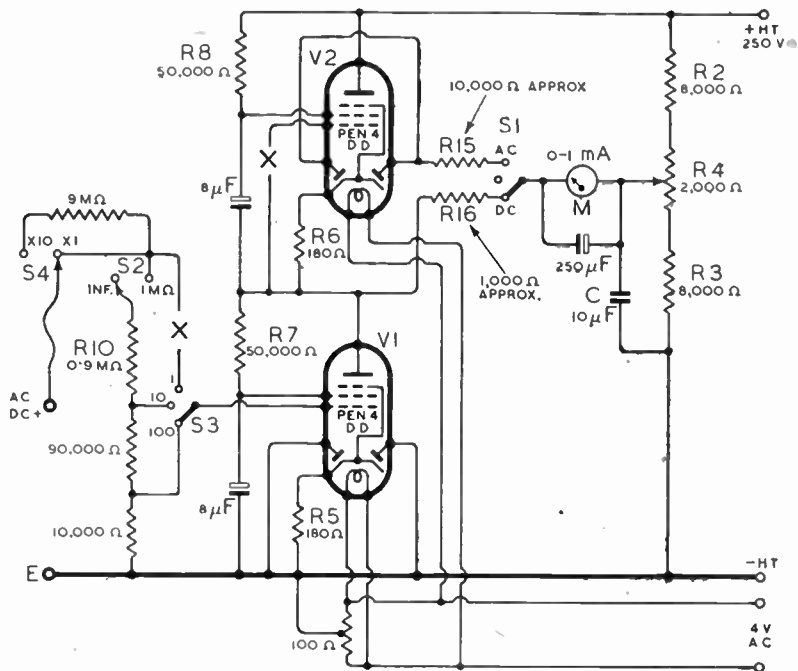 +HT
250 V
R8
50,000 Ω
V2
R2
8,000 Ω
10,000 Ω APPROX
S1
AC
DC
R15
R16
PEN 4
DD
X
8 μF
0-1 mA
M
R4
2,000 Ω
9 MΩ
X10 X1
S4
S2
INF.
1 MΩ
R6
180 Ω
1,000 Ω
APPROX.
250 μF
C
10 μF
R3
8,000 Ω
R7
50,000 Ω
V1
X
R10
0·9 MΩ
AC
DC+
1
10
100
S3
PEN 4
DD
90,000 Ω
8 μF
R5
180 Ω
10,000 Ω
E
-HT
100 Ω
4V
AC